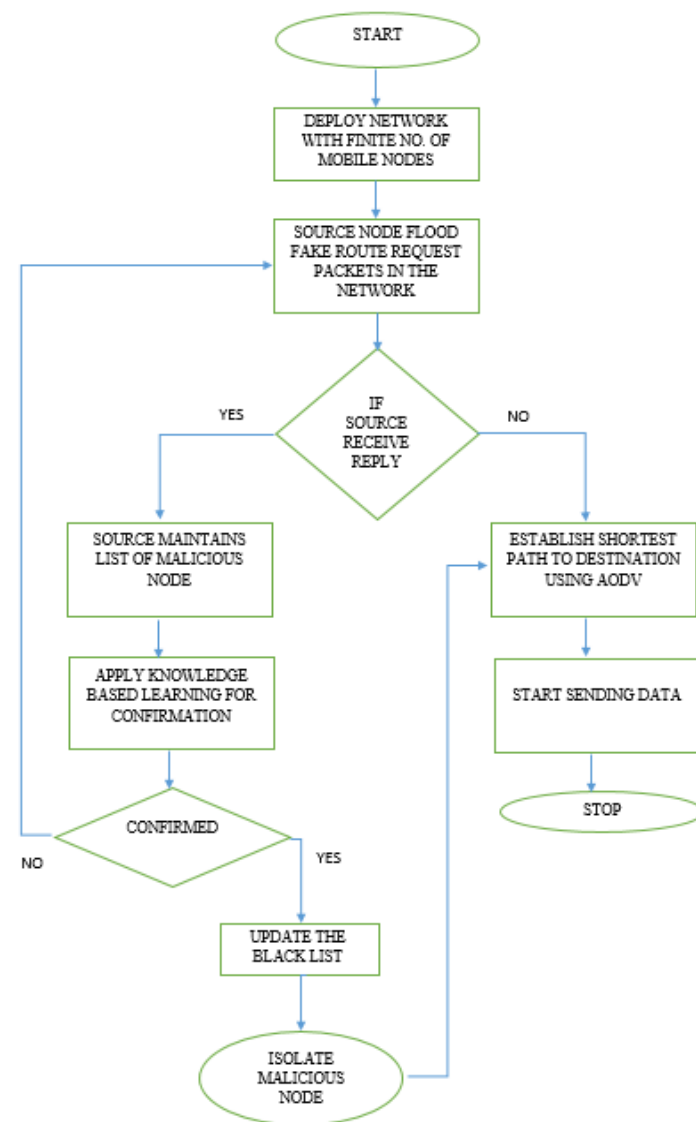 START
DEPLOY NETWORK
WITH FINITE NO. OF
MOBILE NODES
SOURCE NODE FLOOD
FAKE ROUTE REQUEST
PACKETS IN THE
NETWORK
IF
SOURCE
RECEIVE
REPLY
YES
NO
SOURCE MAINTAINS
LIST OF MALICIOUS
NODE
ESTABLISH SHORTEST
PATH TO DESTINATION
USING AODV
APPLY KNOWLEDGE
BASED LEARNING FOR
CONFIRMATION
START SENDING DATA
STOP
CONFIRMED
NO
YES
UPDATE THE
BLACK LIST
ISOLATE
MALICIOUS
NODE